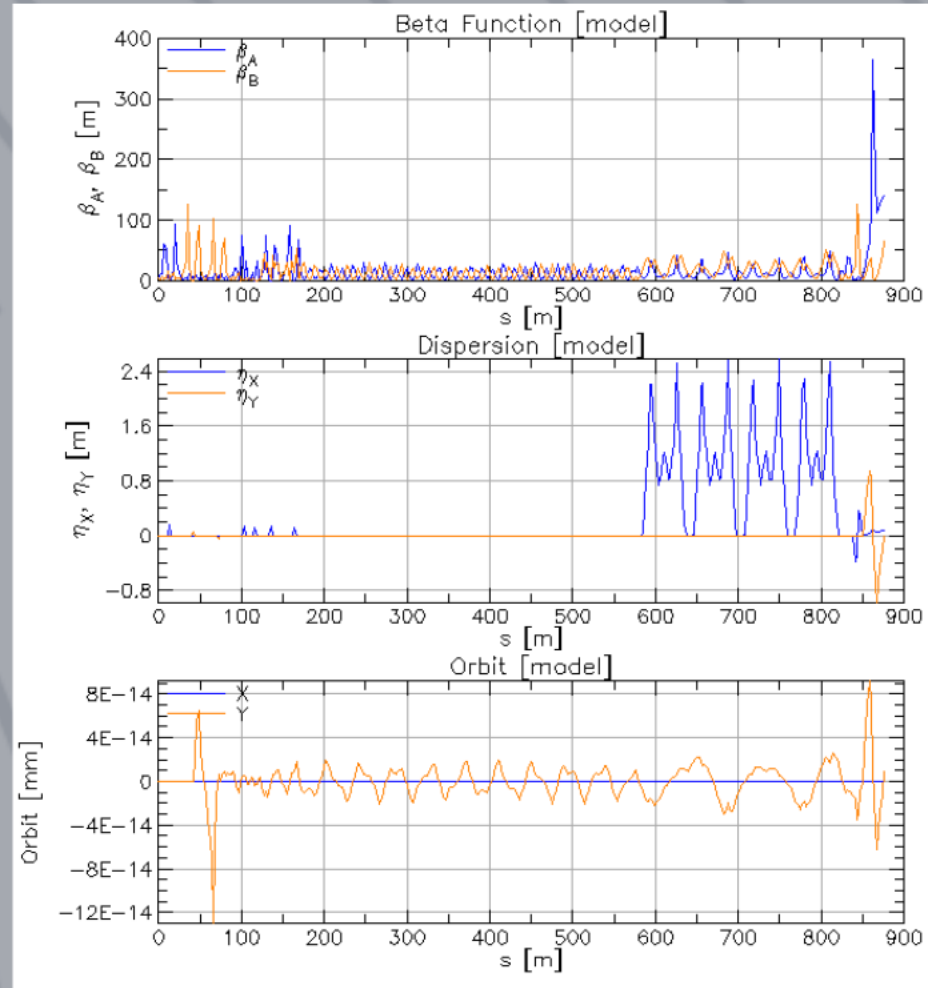 Beta Function [model]
β_A
β_B
β_A, β_B [m]
400
300
200
100
0
0 100 200 300 400 500 600 700 800 900
s [m]
Dispersion [model]
η_X
η_Y
η_X, η_Y [m]
2.4
1.6
0.8
0
−0.8
0 100 200 300 400 500 600 700 800 900
s [m]
Orbit [model]
X
Y
Orbit [mm]
8E−14
4E−14
0
−4E−14
−8E−14
−12E−14
0 100 200 300 400 500 600 700 800 900
s [m]